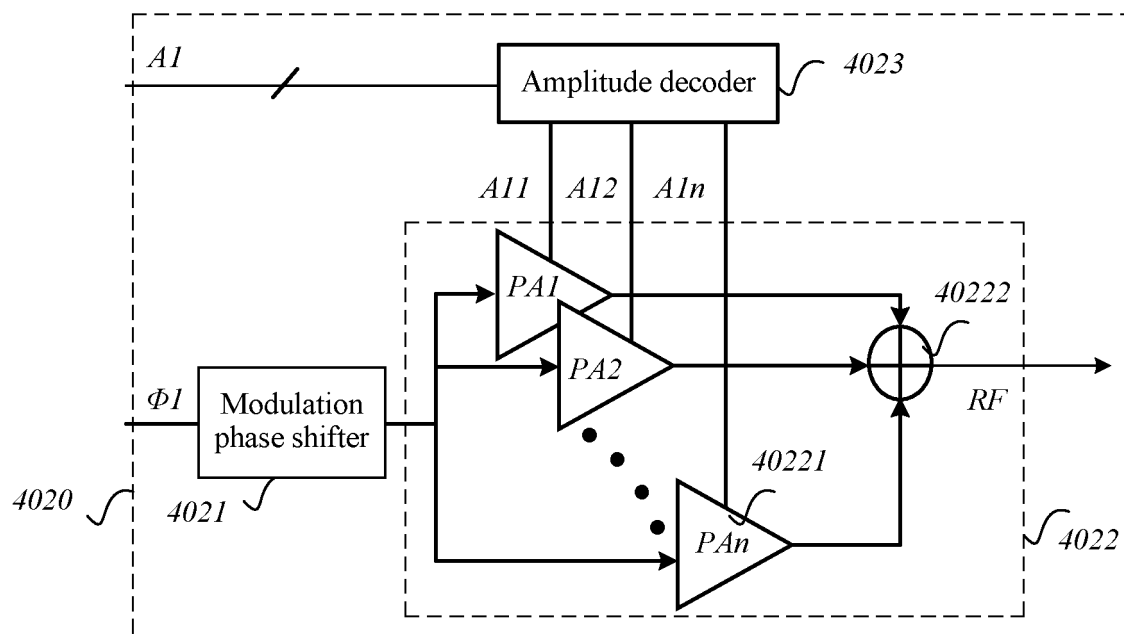 A1
Amplitude decoder
4023
A11
A12
A1n
PA1
40222
PA2
Φ1
Modulation
phase shifter
RF
4020
4021
40221
PAn
4022